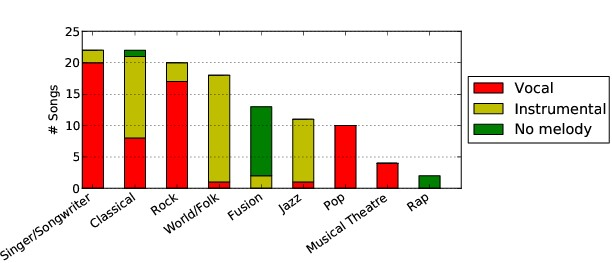 25
20
15
10
5
0
# Songs
Singer/Songwriter
Classical
Rock
World/Folk
Fusion
Jazz
Pop
Musical Theatre
Rap
Vocal
Instrumental
No melody